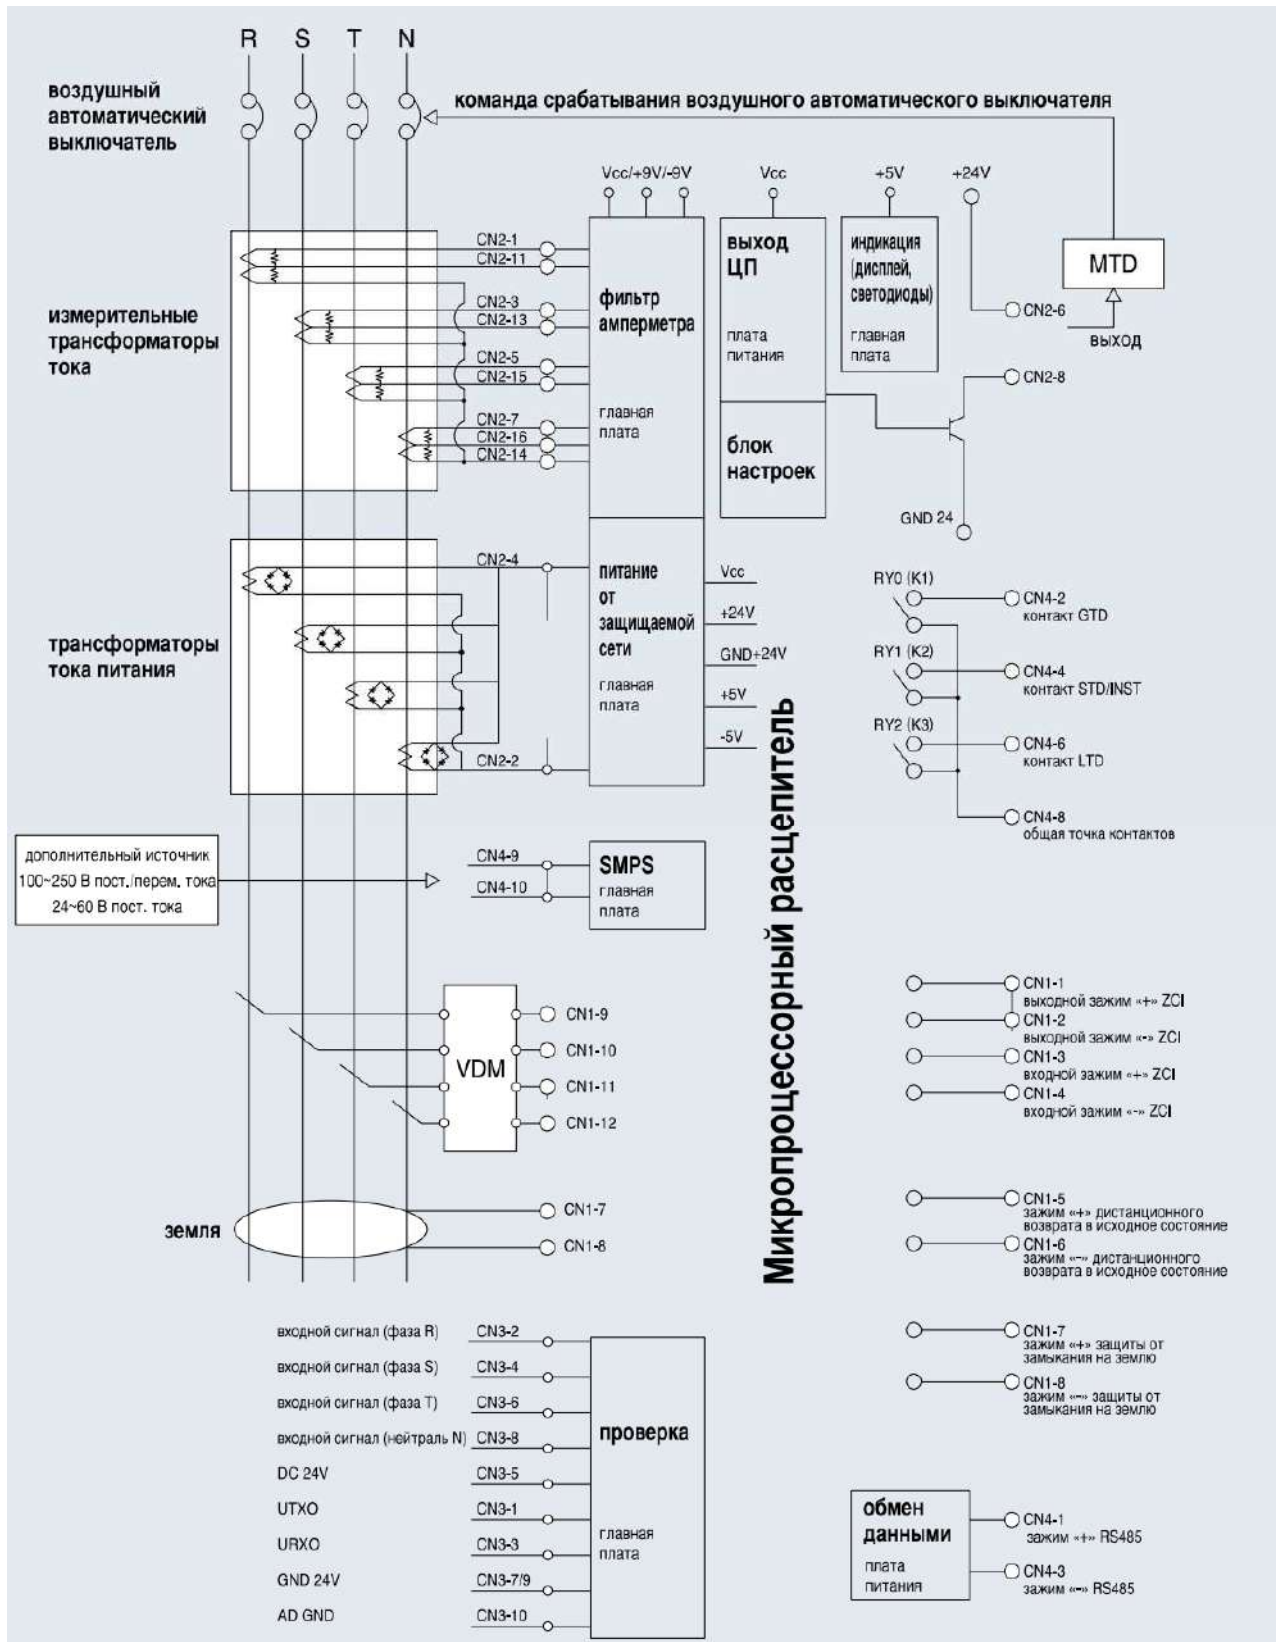 R S T N
воздушный
автоматический
выключатель
команда срабатывания воздушного автоматического выключателя
Vcc/+9V/-9V
Vcc
+5V
+24V
измерительные
трансформаторы
тока
CN2-1
CN2-11
CN2-3
CN2-13
CN2-5
CN2-15
CN2-7
CN2-16
CN2-14
фильтр
амперметра
главная
плата
выход
ЦП
плата
питания
блок
настроек
индикация
(дисплей,
светодиоды)
главная
плата
MTD
CN2-6
выход
CN2-8
GND 24
трансформаторы
тока питания
CN2-4
CN2-2
питание
от
защищаемой
сети
главная
плата
Vcc
+24V
GND+24V
+5V
-5V
RY0 (K1)
CN4-2
контакт GTD
RY1 (K2)
CN4-4
контакт STD/INST
RY2 (K3)
CN4-6
контакт LTD
CN4-8
общая точка контактов
Микропроцессорный расцепитель
дополнительный источник
100~250 В пост./перем. тока
24~60 В пост. тока
CN4-9
CN4-10
SMPS
главная
плата
VDM
CN1-9
CN1-10
CN1-11
CN1-12
CN1-1
выходной зажим «+» ZCI
CN1-2
выходной зажим «-» ZCI
CN1-3
входной зажим «+» ZCI
CN1-4
входной зажим «-» ZCI
земля
CN1-7
CN1-8
CN1-5
зажим «+» дистанционного
возврата в исходное состояние
CN1-6
зажим «-» дистанционного
возврата в исходное состояние
CN1-7
зажим «+» защиты от
замыкания на землю
CN1-8
зажим «-» защиты от
замыкания на землю
входной сигнал (фаза R) CN3-2
входной сигнал (фаза S) CN3-4
входной сигнал (фаза T) CN3-6
входной сигнал (нейтраль N) CN3-8
DC 24V CN3-5
UTXO CN3-1
URXO CN3-3
GND 24V CN3-7/9
AD GND CN3-10
проверка
главная
плата
обмен
данными
плата
питания
CN4-1
зажим «+» RS485
CN4-3
зажим «-» RS485